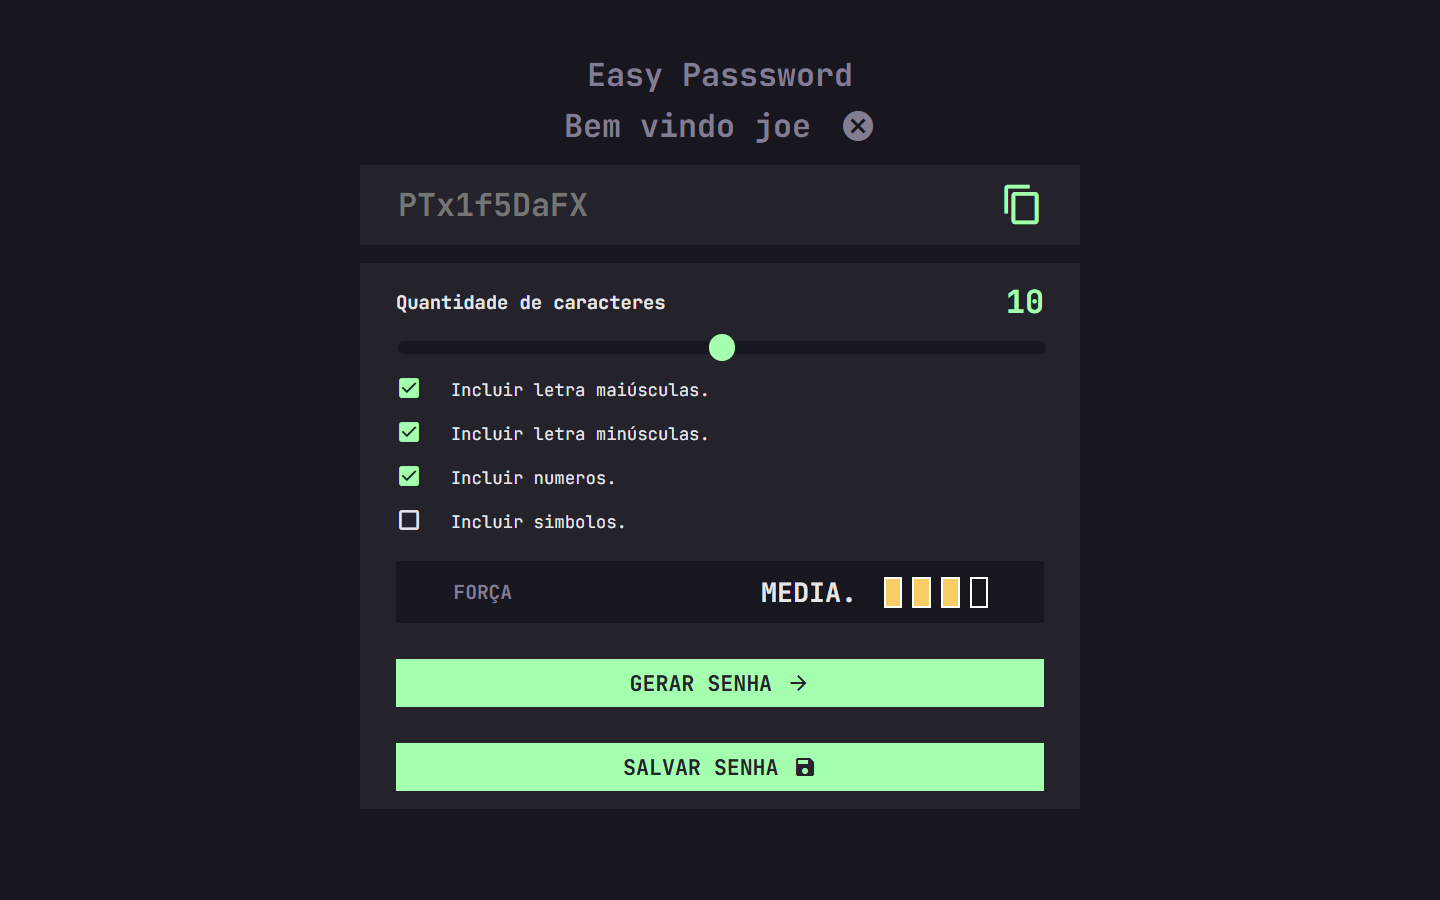 Easy Passsword
Bem vindo joe
PTx1f5DaFX
Quantidade de caracteres 10
Incluir letra maiúsculas.
Incluir letra minúsculas.
Incluir numeros.
Incluir simbolos.
FORÇA MEDIA.
GERAR SENHA →
SALVAR SENHA